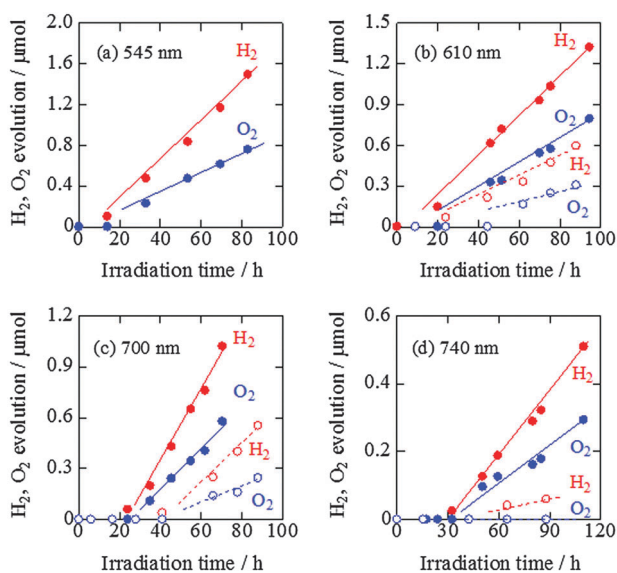 H₂, O₂ evolution / μmol
2.0
1.6
1.2
0.8
0.4
0
(a) 545 nm
H₂
O₂
0 20 40 60 80 100
Irradiation time / h
H₂, O₂ evolution / μmol
1.5
1.2
0.9
0.6
0.3
0
(b) 610 nm
H₂
O₂
H₂
O₂
0 20 40 60 80 100
Irradiation time / h
H₂, O₂ evolution / μmol
1.2
0.9
0.6
0.3
0
(c) 700 nm
H₂
O₂
H₂
O₂
0 20 40 60 80 100
Irradiation time / h
H₂, O₂ evolution / μmol
0.6
0.4
0.2
0
(d) 740 nm
H₂
O₂
H₂
O₂
0 30 60 90 120
Irradiation time / h